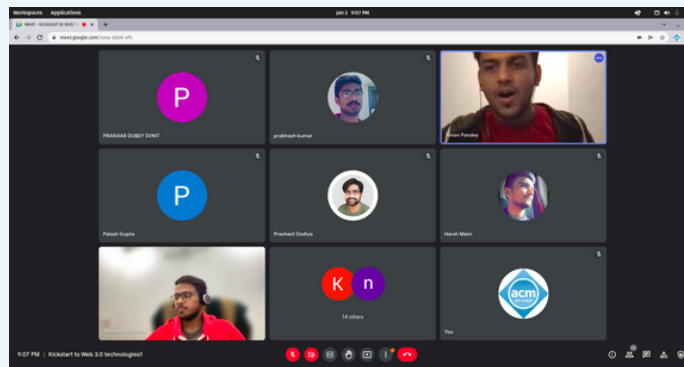 Workspaces Applications
Jan 3 9:07 PM
Meet - Kickstart to Web 3
meet.google.com/
P
PRAKHAR DUBEY SVNIT
prabhash kumar
Aman Pandey
P
Palash Gupta
Prashant Dodiya
Harsh Malvi
K n
14 others
acm
You
9:07 PM | Kickstart to Web 3.0 technologies!!